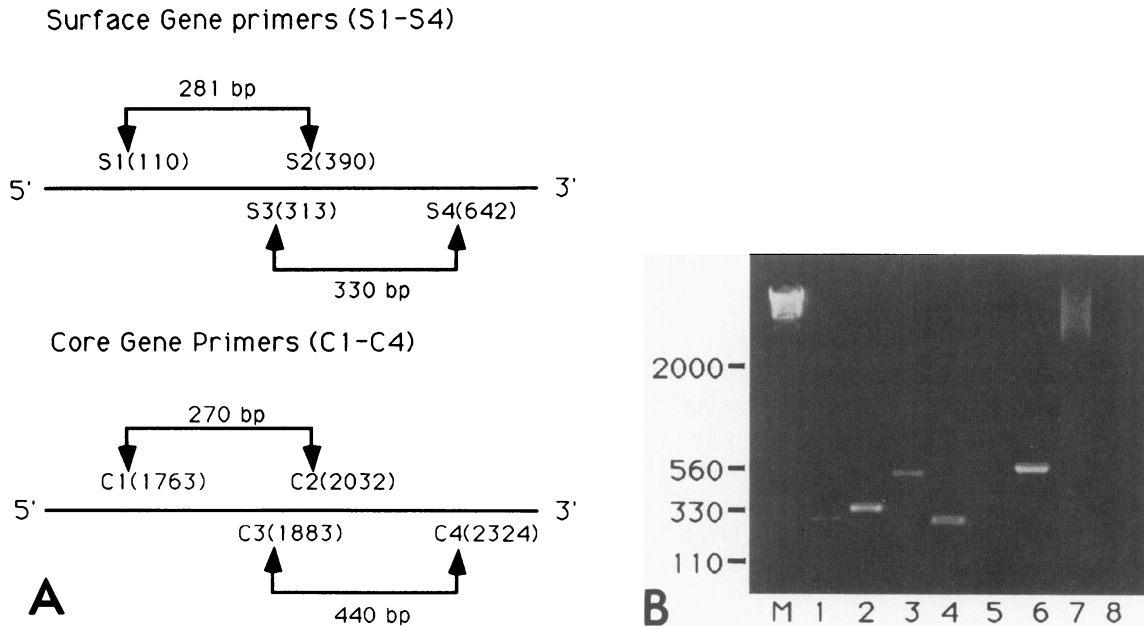 Surface Gene primers (S1-S4)
281 bp
S1(110) S2(390)
5' 3'
S3(313) S4(642)
330 bp
Core Gene Primers (C1-C4)
270 bp
C1(1763) C2(2032)
5' 3'
C3(1883) C4(2324)
440 bp
A
2000
560
330
110
B M 1 2 3 4 5 6 7 8